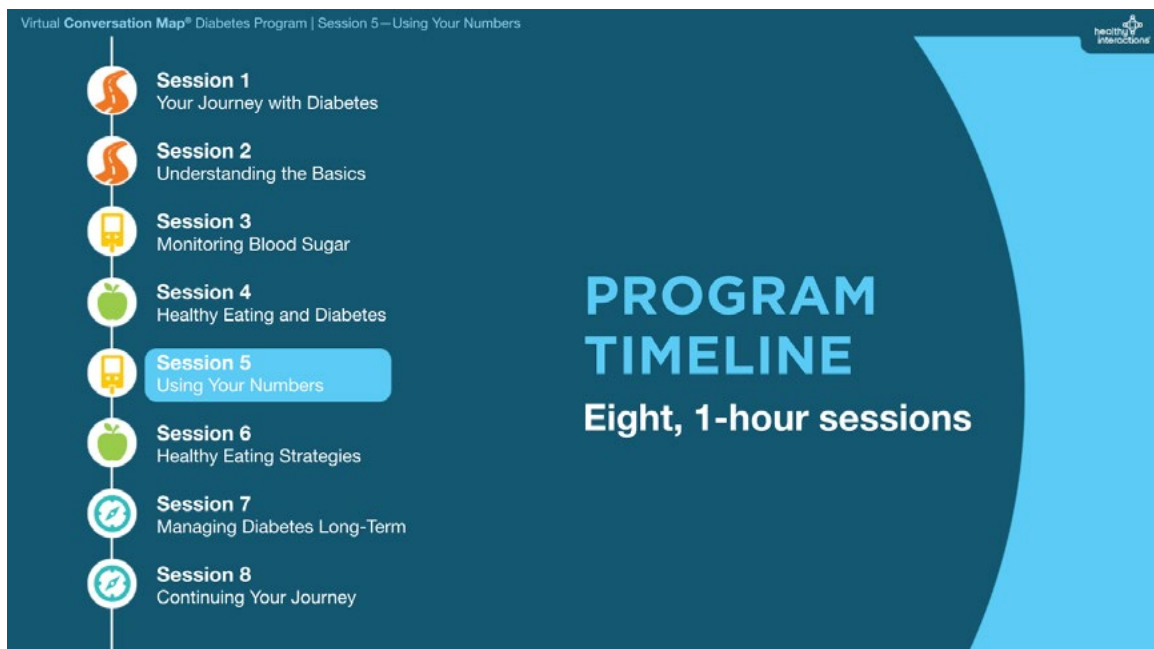 Virtual Conversation Map® Diabetes Program | Session 5—Using Your Numbers
healthy
interactions
Session 1
Your Journey with Diabetes
Session 2
Understanding the Basics
Session 3
Monitoring Blood Sugar
Session 4
Healthy Eating and Diabetes
Session 5
Using Your Numbers
Session 6
Healthy Eating Strategies
Session 7
Managing Diabetes Long-Term
Session 8
Continuing Your Journey
PROGRAM
TIMELINE
Eight, 1-hour sessions